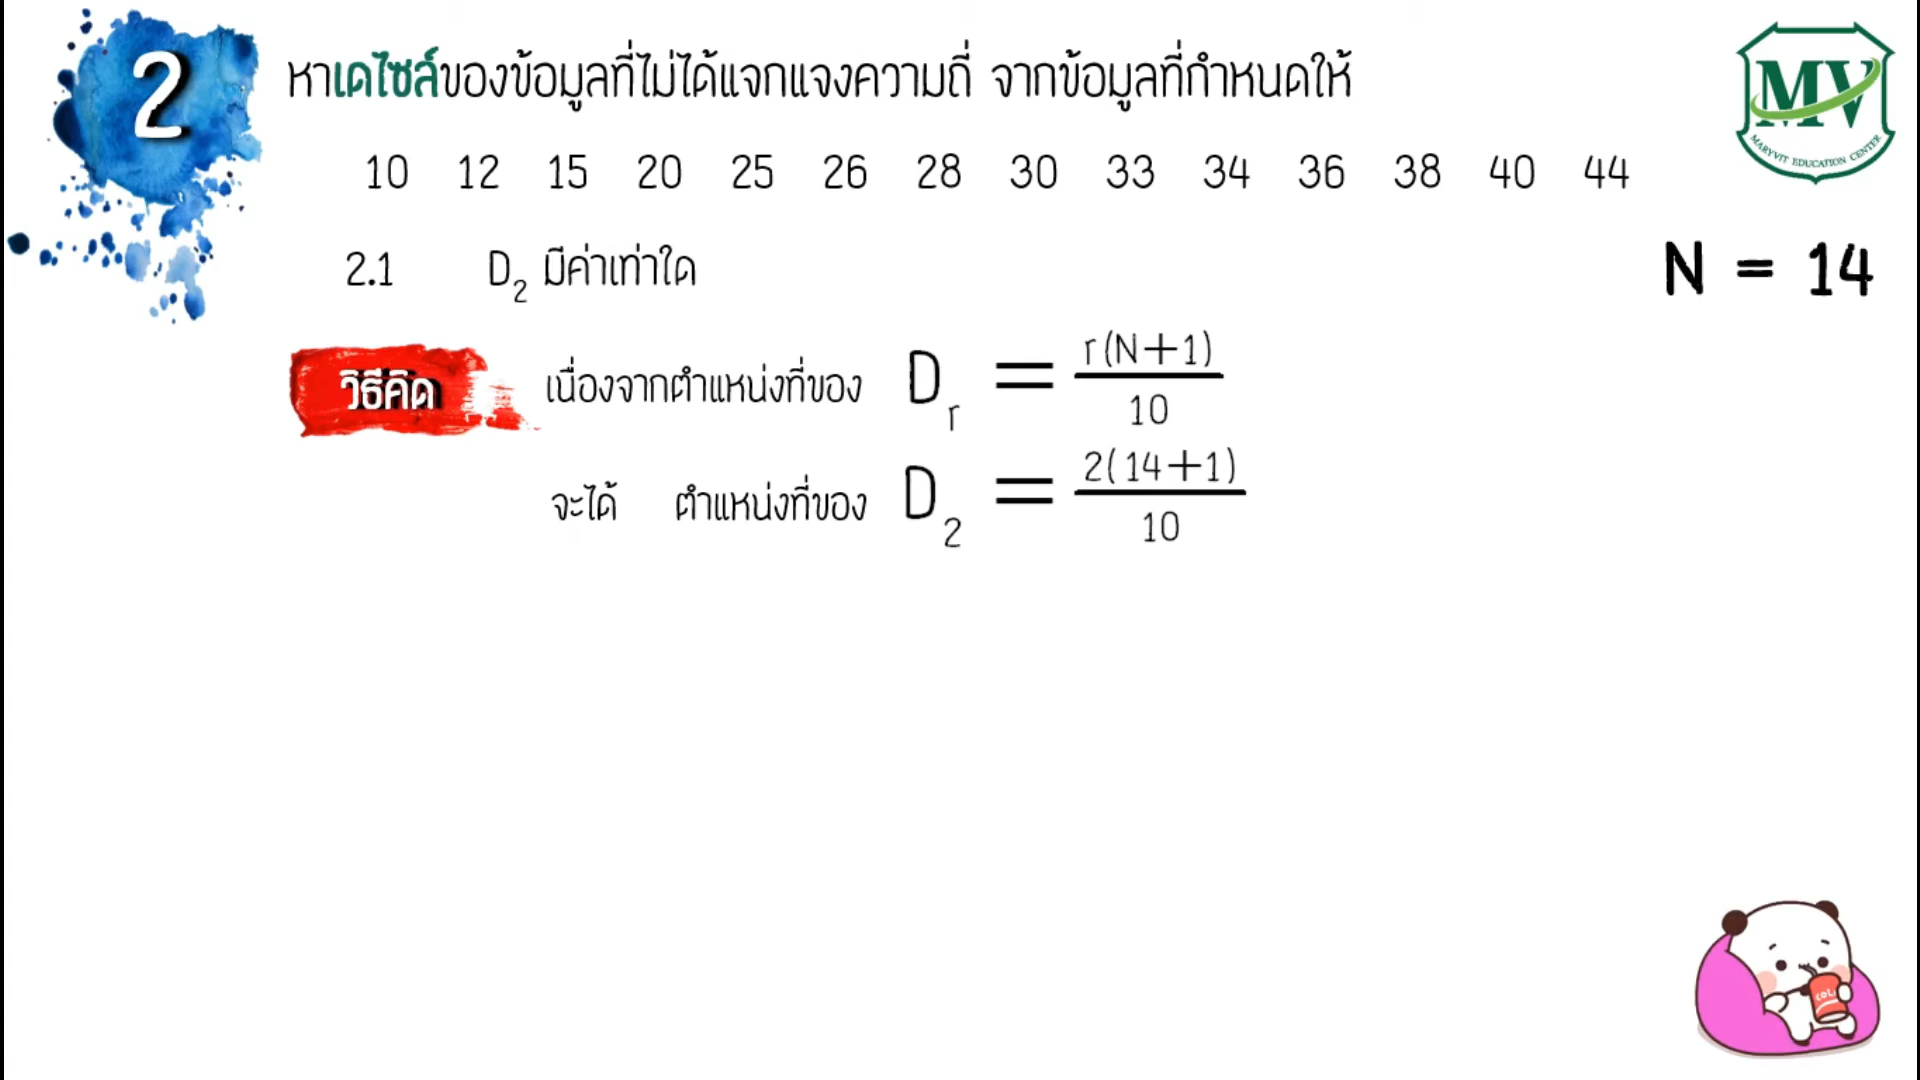 2
หาเดไซล์ของข้อมูลที่ไม่ได้แจกแจงความถี่ จากข้อมูลที่กำหนดให้
MV
MARYVIT EDUCATION CENTER
10 12 15 20 25 26 28 30 33 34 36 38 40 44
2.1 D₂ มีค่าเท่าใด
N = 14
วิธีคิด เนื่องจากตำแหน่งที่ของ Dᵣ = r(N+1)/10
จะได้ ตำแหน่งที่ของ D₂ = 2(14+1)/10
COLA